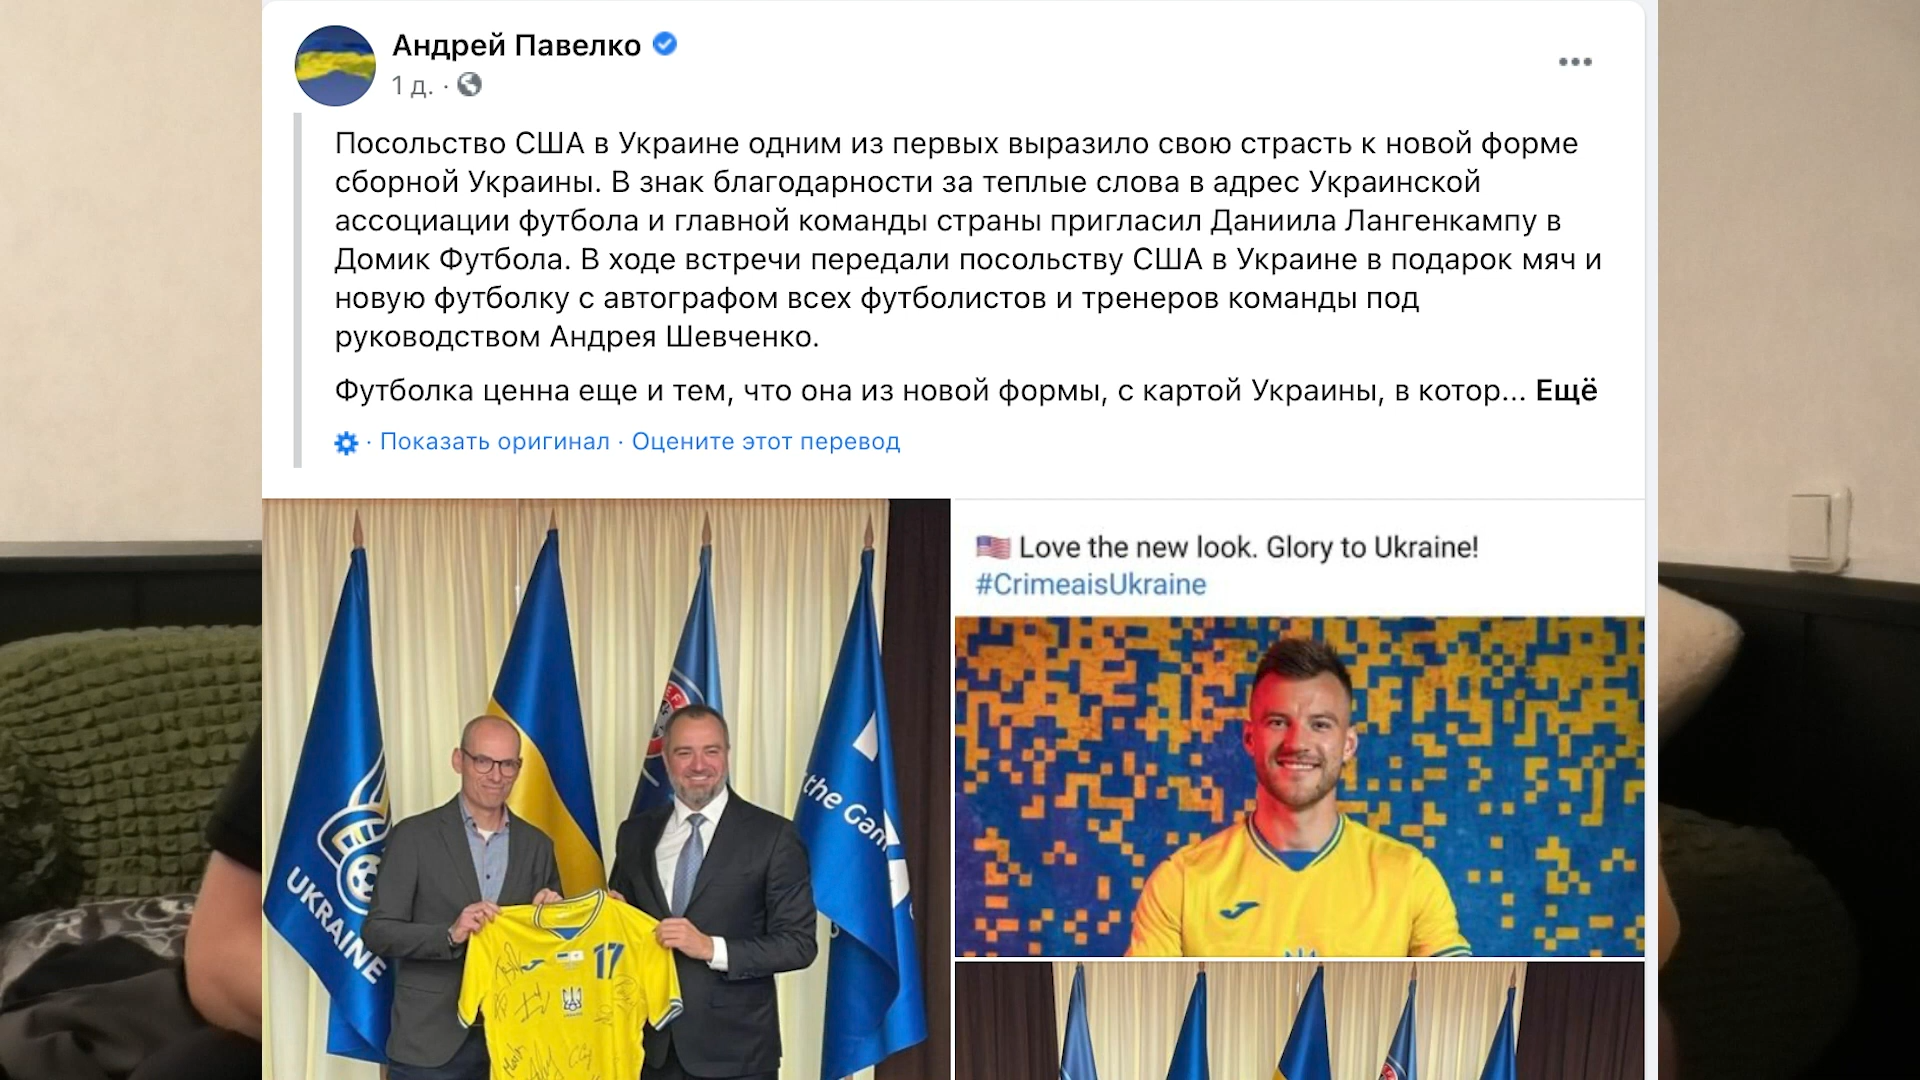 Андрей Павелко
1 д. ·
Посольство США в Украине одним из первых выразило свою страсть к новой форме
сборной Украины. В знак благодарности за теплые слова в адрес Украинской
ассоциации футбола и главной команды страны пригласил Даниила Лангенкампу в
Домик Футбола. В ходе встречи передали посольству США в Украине в подарок мяч и
новую футболку с автографом всех футболистов и тренеров команды под
руководством Андрея Шевченко.
Футболка ценна еще и тем, что она из новой формы, с картой Украины, в котор... Ещё
· Показать оригинал · Оцените этот перевод
Love the new look. Glory to Ukraine!
#CrimeaisUkraine
UKRAINE
the Gam
17